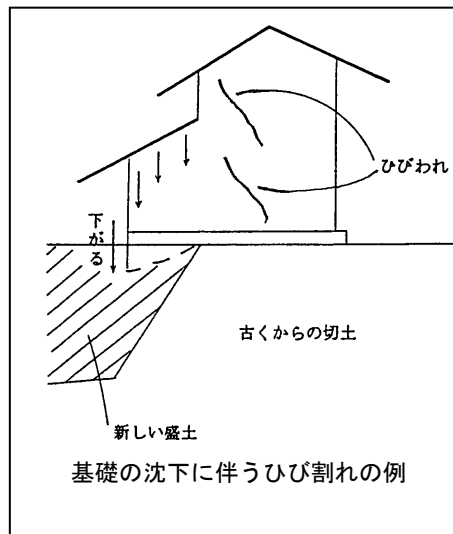 ひびわれ
下がる
古くからの切土
新しい盛土
基礎の沈下に伴うひび割れの例